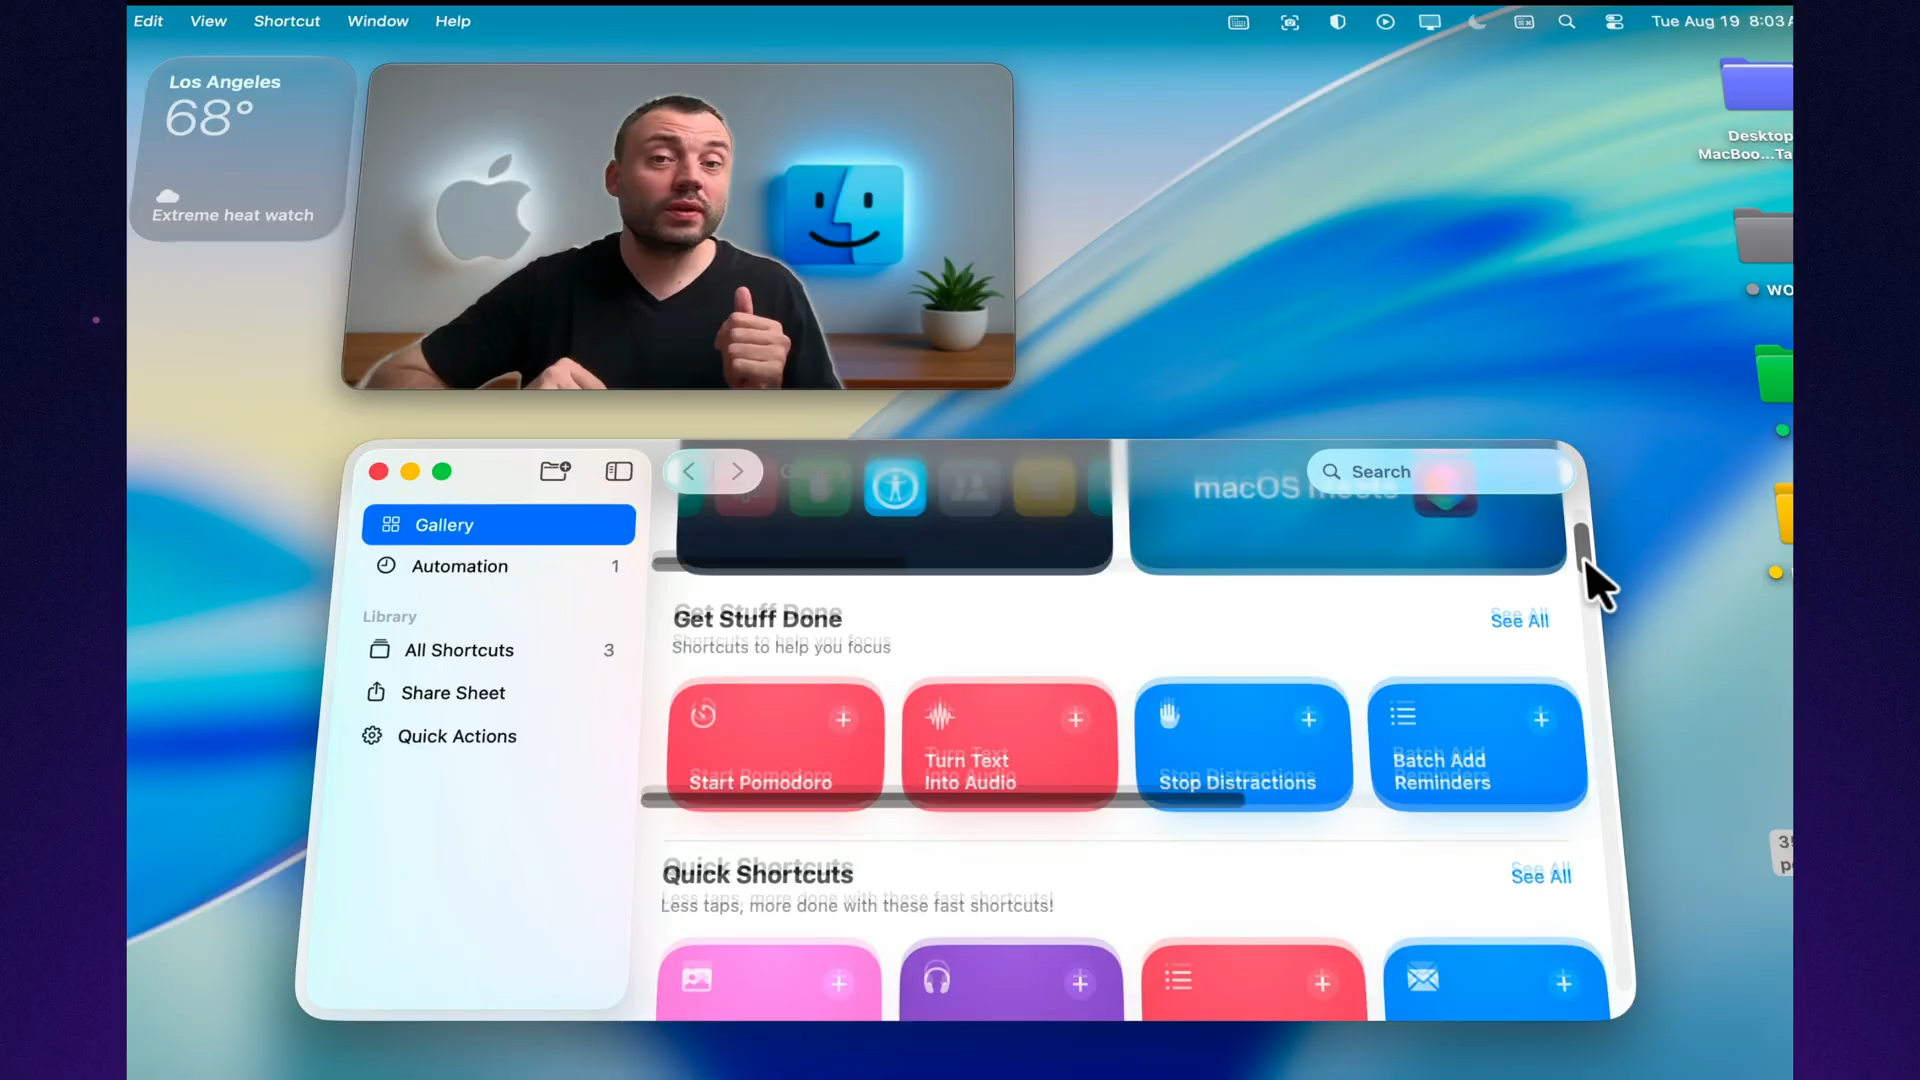 Edit View Shortcut Window Help
Tue Aug 19 8:03
Los Angeles
68°
Extreme heat watch
Desktop
MacBoo...Ta
WO
Search
macOS meets
Gallery
Automation 1
Library
All Shortcuts 3
Share Sheet
Quick Actions
Get Stuff Done
See All
Shortcuts to help you focus
Start Pomodoro
Turn Text
Into Audio
Stop Distractions
Batch Add
Reminders
Quick Shortcuts
See All
Less taps, more done with these fast shortcuts!